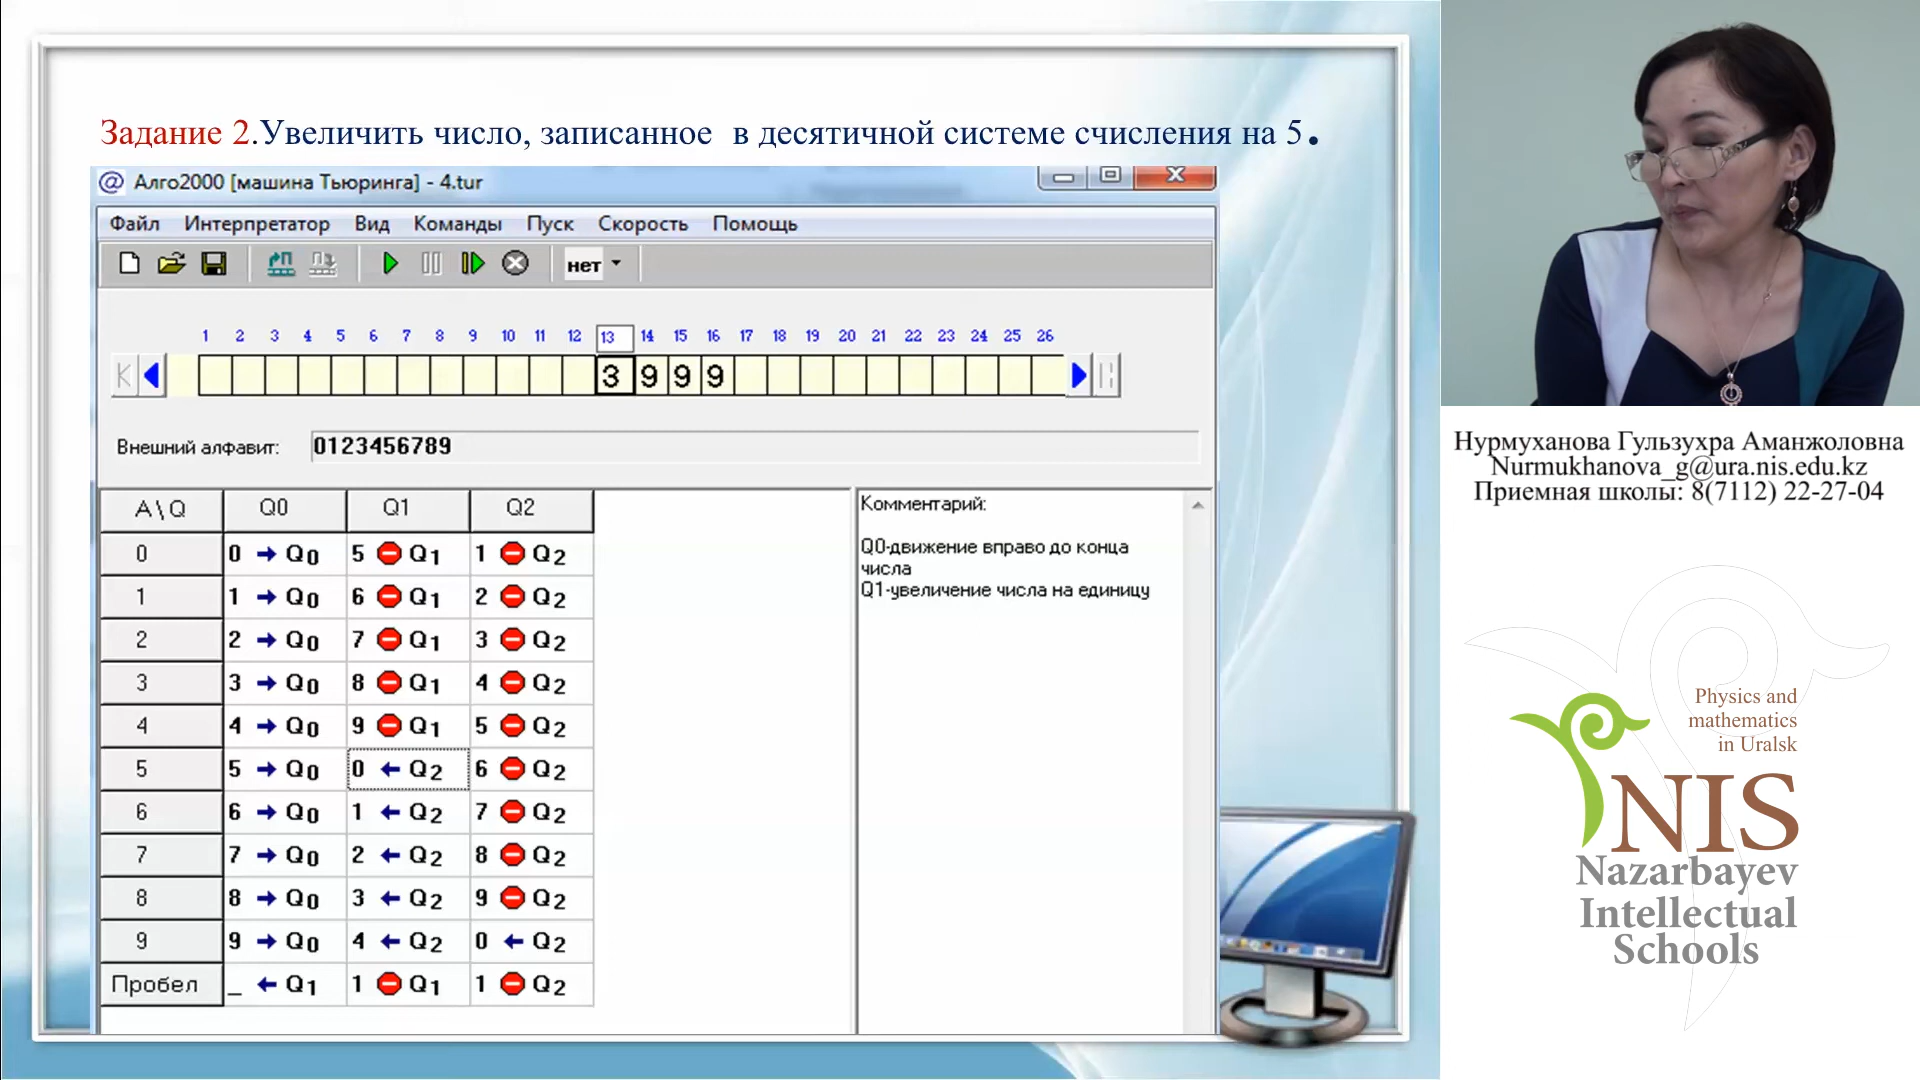 Задание 2.Увеличить число, записанное в десятичной системе счисления на 5.
@ Алго2000 [машина Тьюринга] - 4.tur
Файл Интерпретатор Вид Команды Пуск Скорость Помощь
нет
1 2 3 4 5 6 7 8 9 10 11 12 13 14 15 16 17 18 19 20 21 22 23 24 25 26
3 9 9 9
Внешний алфавит: 0123456789
A\Q Q0 Q1 Q2
0 0 → Q0 5 ⛔ Q1 1 ⛔ Q2
1 1 → Q0 6 ⛔ Q1 2 ⛔ Q2
2 2 → Q0 7 ⛔ Q1 3 ⛔ Q2
3 3 → Q0 8 ⛔ Q1 4 ⛔ Q2
4 4 → Q0 9 ⛔ Q1 5 ⛔ Q2
5 5 → Q0 0 ← Q2 6 ⛔ Q2
6 6 → Q0 1 ← Q2 7 ⛔ Q2
7 7 → Q0 2 ← Q2 8 ⛔ Q2
8 8 → Q0 3 ← Q2 9 ⛔ Q2
9 9 → Q0 4 ← Q2 0 ← Q2
Пробел _ ← Q1 1 ⛔ Q1 1 ⛔ Q2
Комментарий:
Q0-движение вправо до конца
числа
Q1-увеличение числа на единицу
Нурмуханова Гульзухра Аманжоловна
Nurmukhanova_g@ura.nis.edu.kz
Приемная школы: 8(7112) 22-27-04
Physics and
mathematics
in Uralsk
NIS
Nazarbayev
Intellectual
Schools